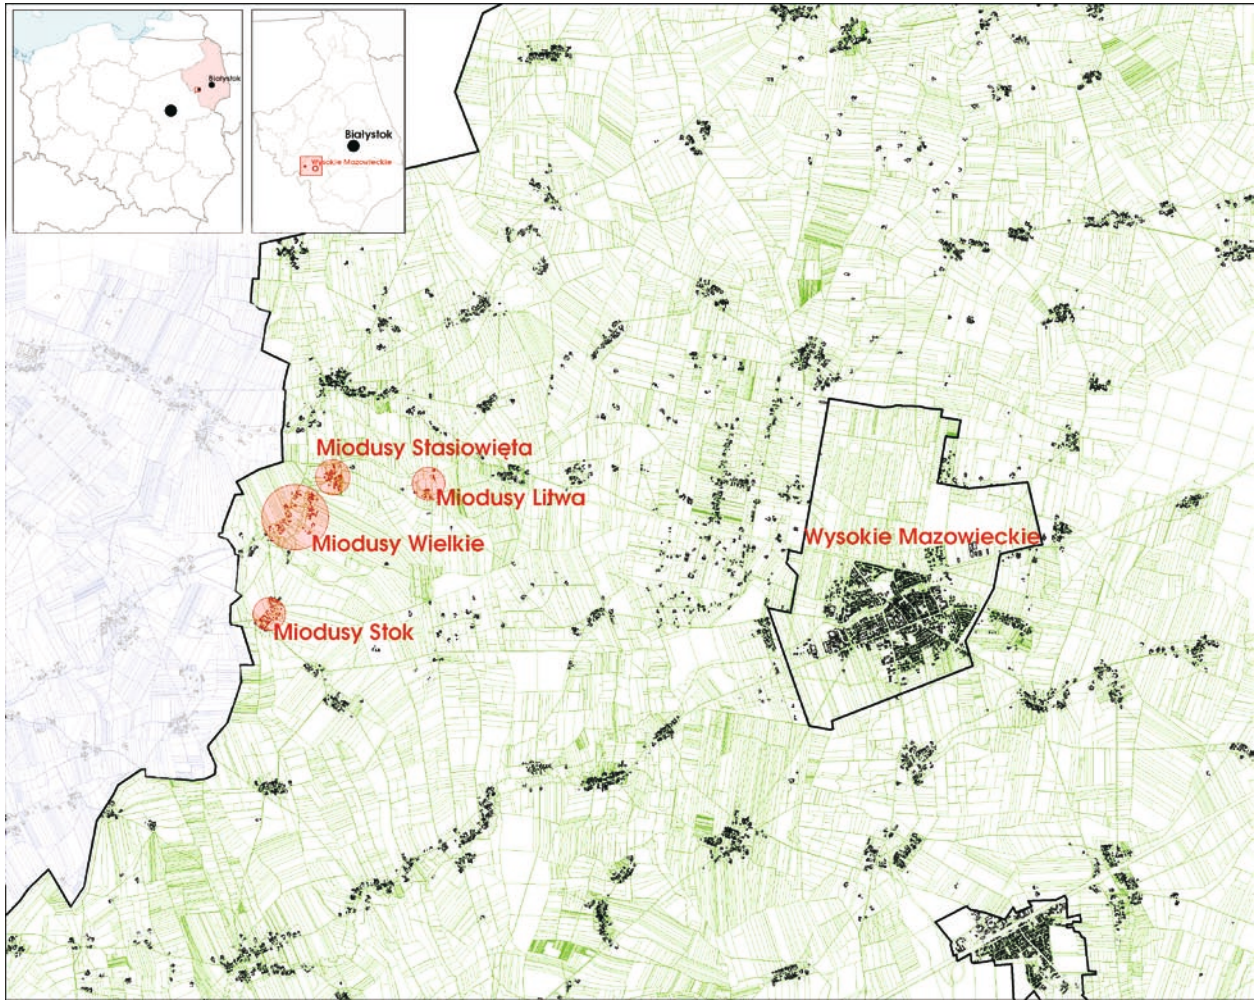 Białystok
Białystok
Wysokie Mazowieckie
Miodusy Stasiowięta
Miodusy Litwa
Miodusy Wielkie
Wysokie Mazowieckie
Miodusy Stok